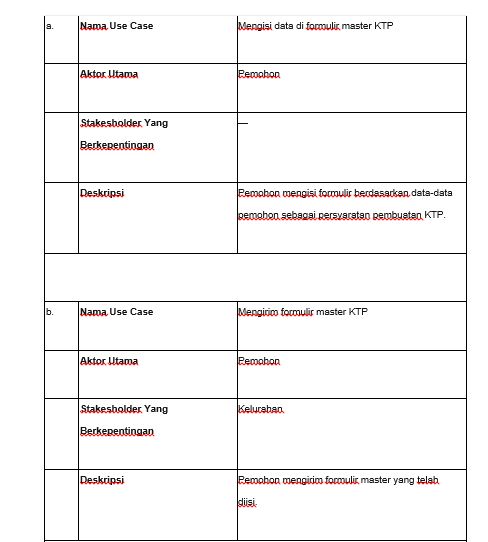 a. Nama Use Case Mengisi data di formulir master KTP
Aktor Utama Pemohon
Stakesholder Yang —
Berkepentingan
Deskripsi Pemohon mengisi formulir berdasarkan data-data
pemohon sebagai persyaratan pembuatan KTP.
b. Nama Use Case Mengirim formulir master KTP
Aktor Utama Pemohon
Stakesholder Yang Kelurahan
Berkepentingan
Deskripsi Pemohon mengirim formulir master yang telah
diisi.